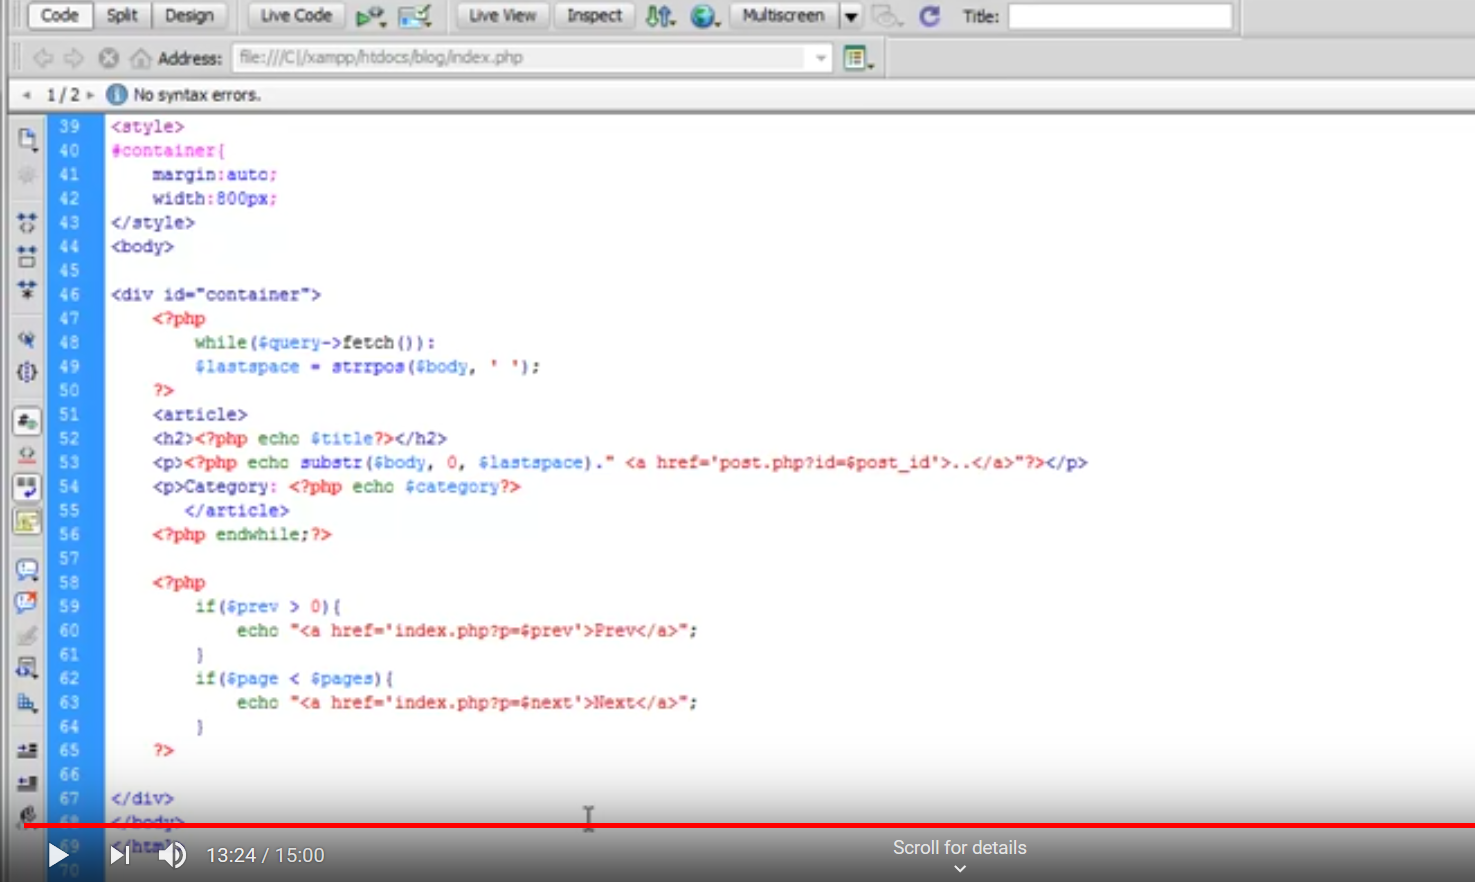 Code Split Design Live Code Live View Inspect Multiscreen Title:
Address: file:///C|/xampp/htdocs/blog/index.php
1 / 2 No syntax errors.
39 <style>
40 #container{
41 margin:auto;
42 width:800px;
43 </style>
44 <body>
45
46 <div id="container">
47 <?php
48 while($query->fetch()):
49 $lastspace = strrpos($body, ' ');
50 ?>
51 <article>
52 <h2><?php echo $title?></h2>
53 <p><?php echo substr($body, 0, $lastspace)." <a href='post.php?id=$post_id'>..</a>"?></p>
54 <p>Category: <?php echo $category?>
55 </article>
56 <?php endwhile;?>
57
58 <?php
59 if($prev > 0){
60 echo "<a href='index.php?p=$prev'>Prev</a>";
61 }
62 if($page < $pages){
63 echo "<a href='index.php?p=$next'>Next</a>";
64 }
65 ?>
66
67 </div>
68 </body>
69 </html>
70
13:24 / 15:00
Scroll for details